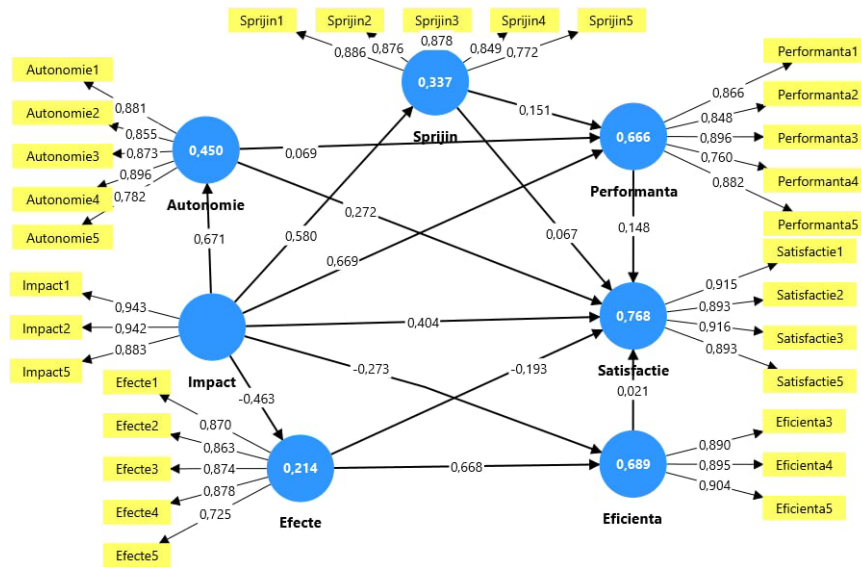 Sprijin1 Sprijin2 Sprijin3 Sprijin4 Sprijin5
0,886 0,876 0,878 0,849 0,772
0,337
Sprijin
Autonomie1
Autonomie2
Autonomie3
Autonomie4
Autonomie5
0,881
0,855
0,873
0,896
0,782
0,450
Autonomie
Performanta1
Performanta2
Performanta3
Performanta4
Performanta5
0,866
0,848
0,896
0,760
0,882
0,666
Performanta
0,151
0,069
0,272
0,671
0,580
0,669
0,067
0,148
Impact1
Impact2
Impact5
0,943
0,942
0,883
Impact
0,404
-0,273
-0,463
-0,193
0,021
0,768
Satisfactie
Satisfactie1
Satisfactie2
Satisfactie3
Satisfactie5
0,915
0,893
0,916
0,893
Efecte1
Efecte2
Efecte3
Efecte4
Efecte5
0,870
0,863
0,874
0,878
0,725
0,214
Efecte
0,668
0,689
Eficienta
Eficienta3
Eficienta4
Eficienta5
0,890
0,895
0,904